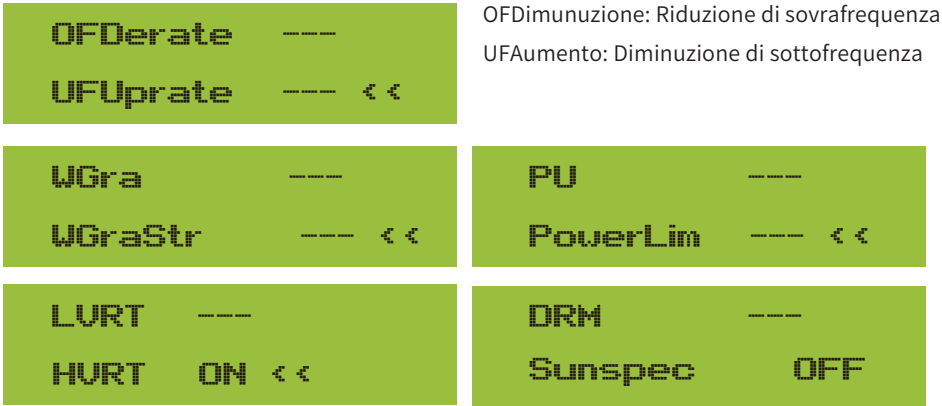 OFDerate ---
UFUprate --- <<
OFDimunuzione: Riduzione di sovrafrequenza
UFAumento: Diminuzione di sottofrequenza
WGra ---
WGraStr --- <<
PU ---
PowerLim --- <<
LVRT ---
HVRT ON <<
DRM ---
Sunspec OFF